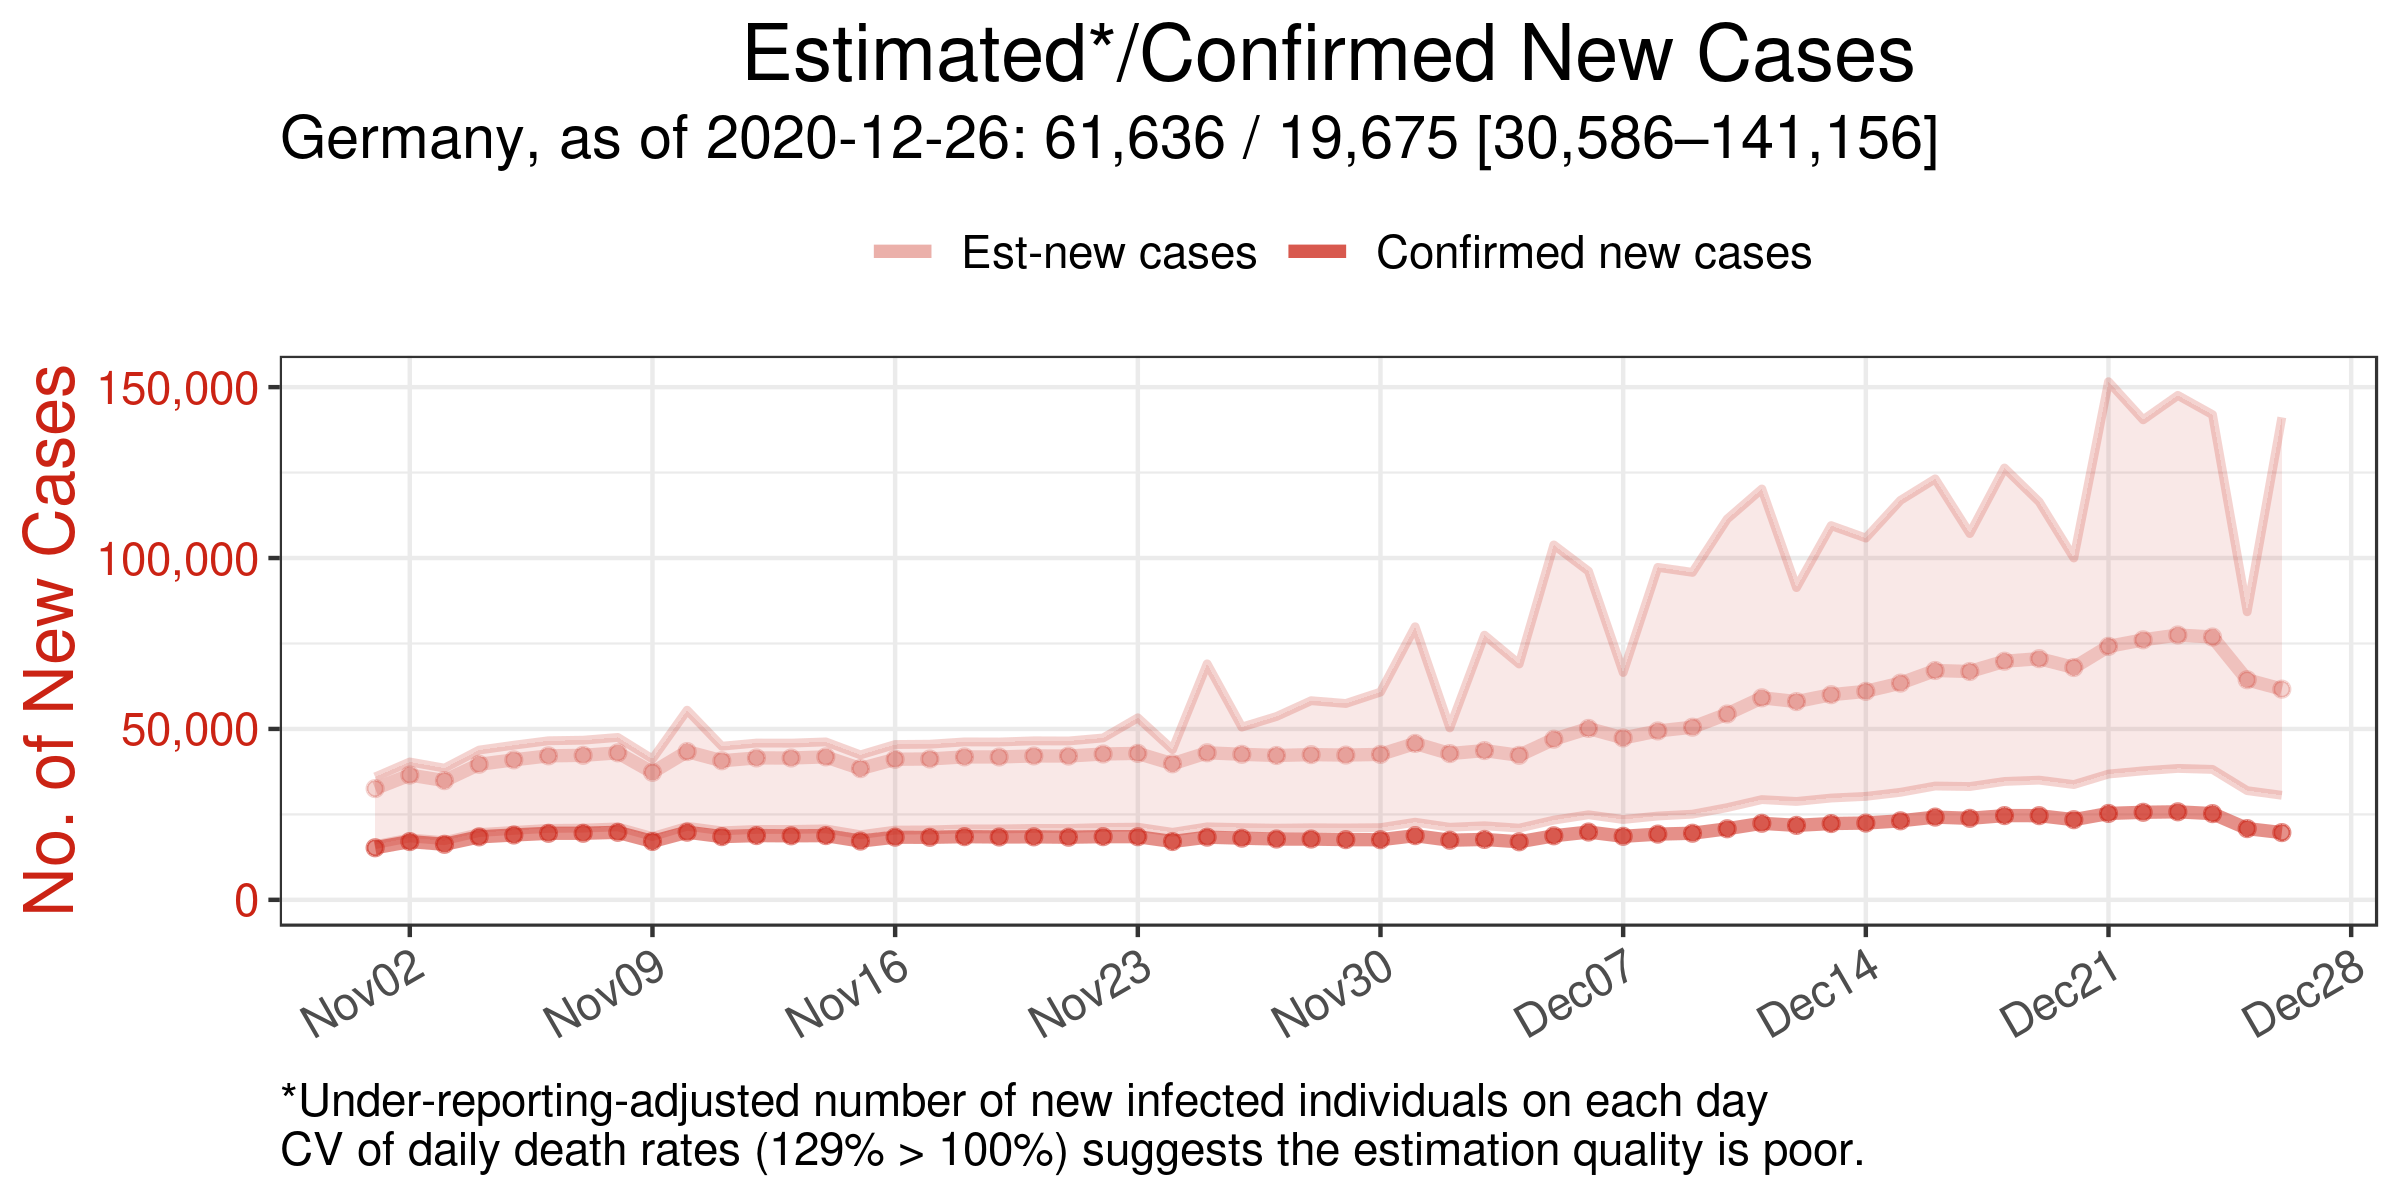 Estimated*/Confirmed New Cases
Germany, as of 2020-12-26: 61,636 / 19,675 [30,586–141,156]
Est-new cases
Confirmed new cases
No. of New Cases
150,000
100,000
50,000
0
Nov02
Nov09
Nov16
Nov23
Nov30
Dec07
Dec14
Dec21
Dec28
*Under-reporting-adjusted number of new infected individuals on each day
CV of daily death rates (129% > 100%) suggests the estimation quality is poor.